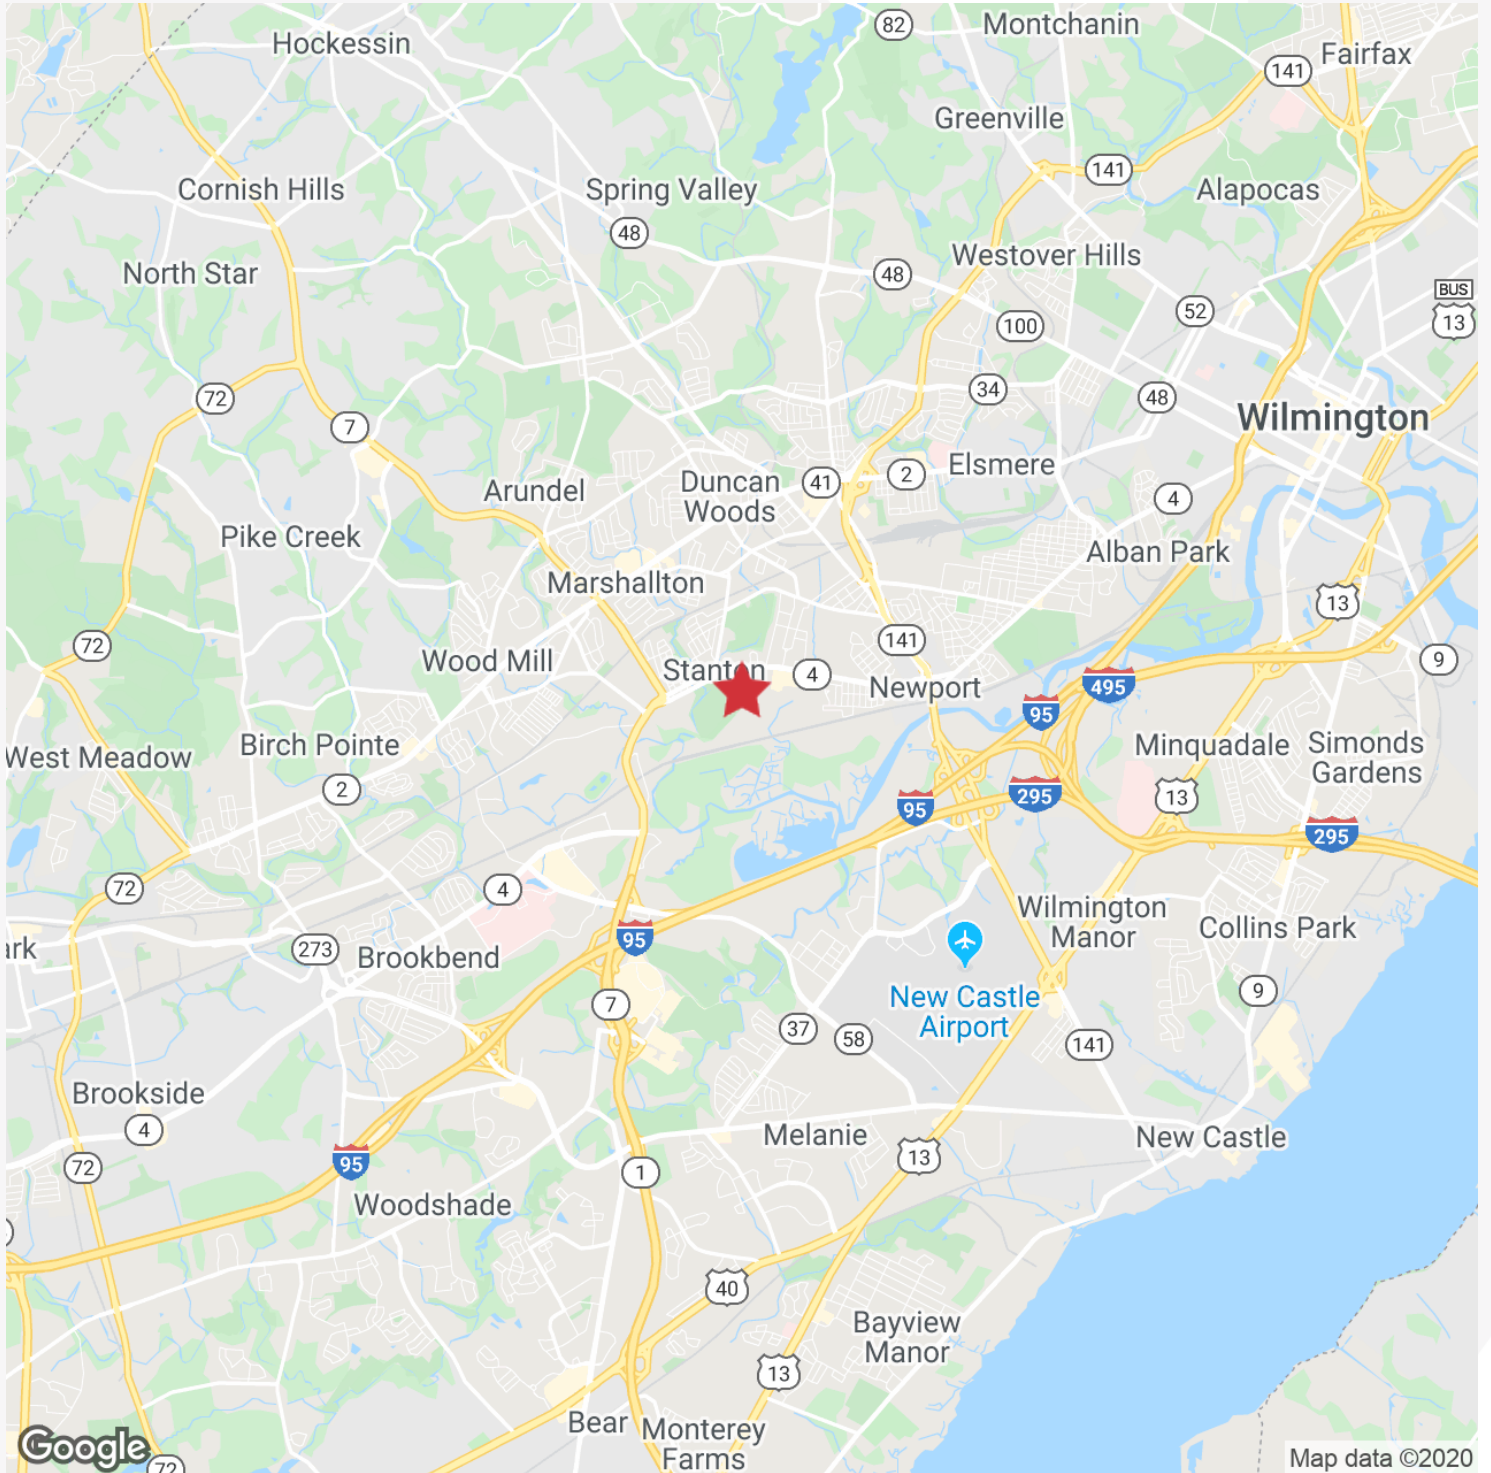 82
Montchanin
Hockessin
Fairfax
141
Greenville
141
Cornish Hills
Spring Valley
Alapocas
48
Westover Hills
North Star
48
BUS
13
52
100
72
34
48
7
Wilmington
Elsmere
2
41
Duncan
Woods
Arundel
4
Pike Creek
Alban Park
Marshallton
13
72
141
Wood Mill
Stanton
4
Newport
9
495
95
Birch Pointe
West Meadow
Minquadale
Simonds
Gardens
2
95
295
13
295
72
4
Wilmington
Manor
Collins Park
ark
273
Brookbend
95
New Castle
Airport
9
7
37
58
141
Brookside
4
Melanie
New Castle
13
95
72
1
Woodshade
40
Bayview
Manor
13
Bear
Monterey
Farms
Google
72
Map data ©2020